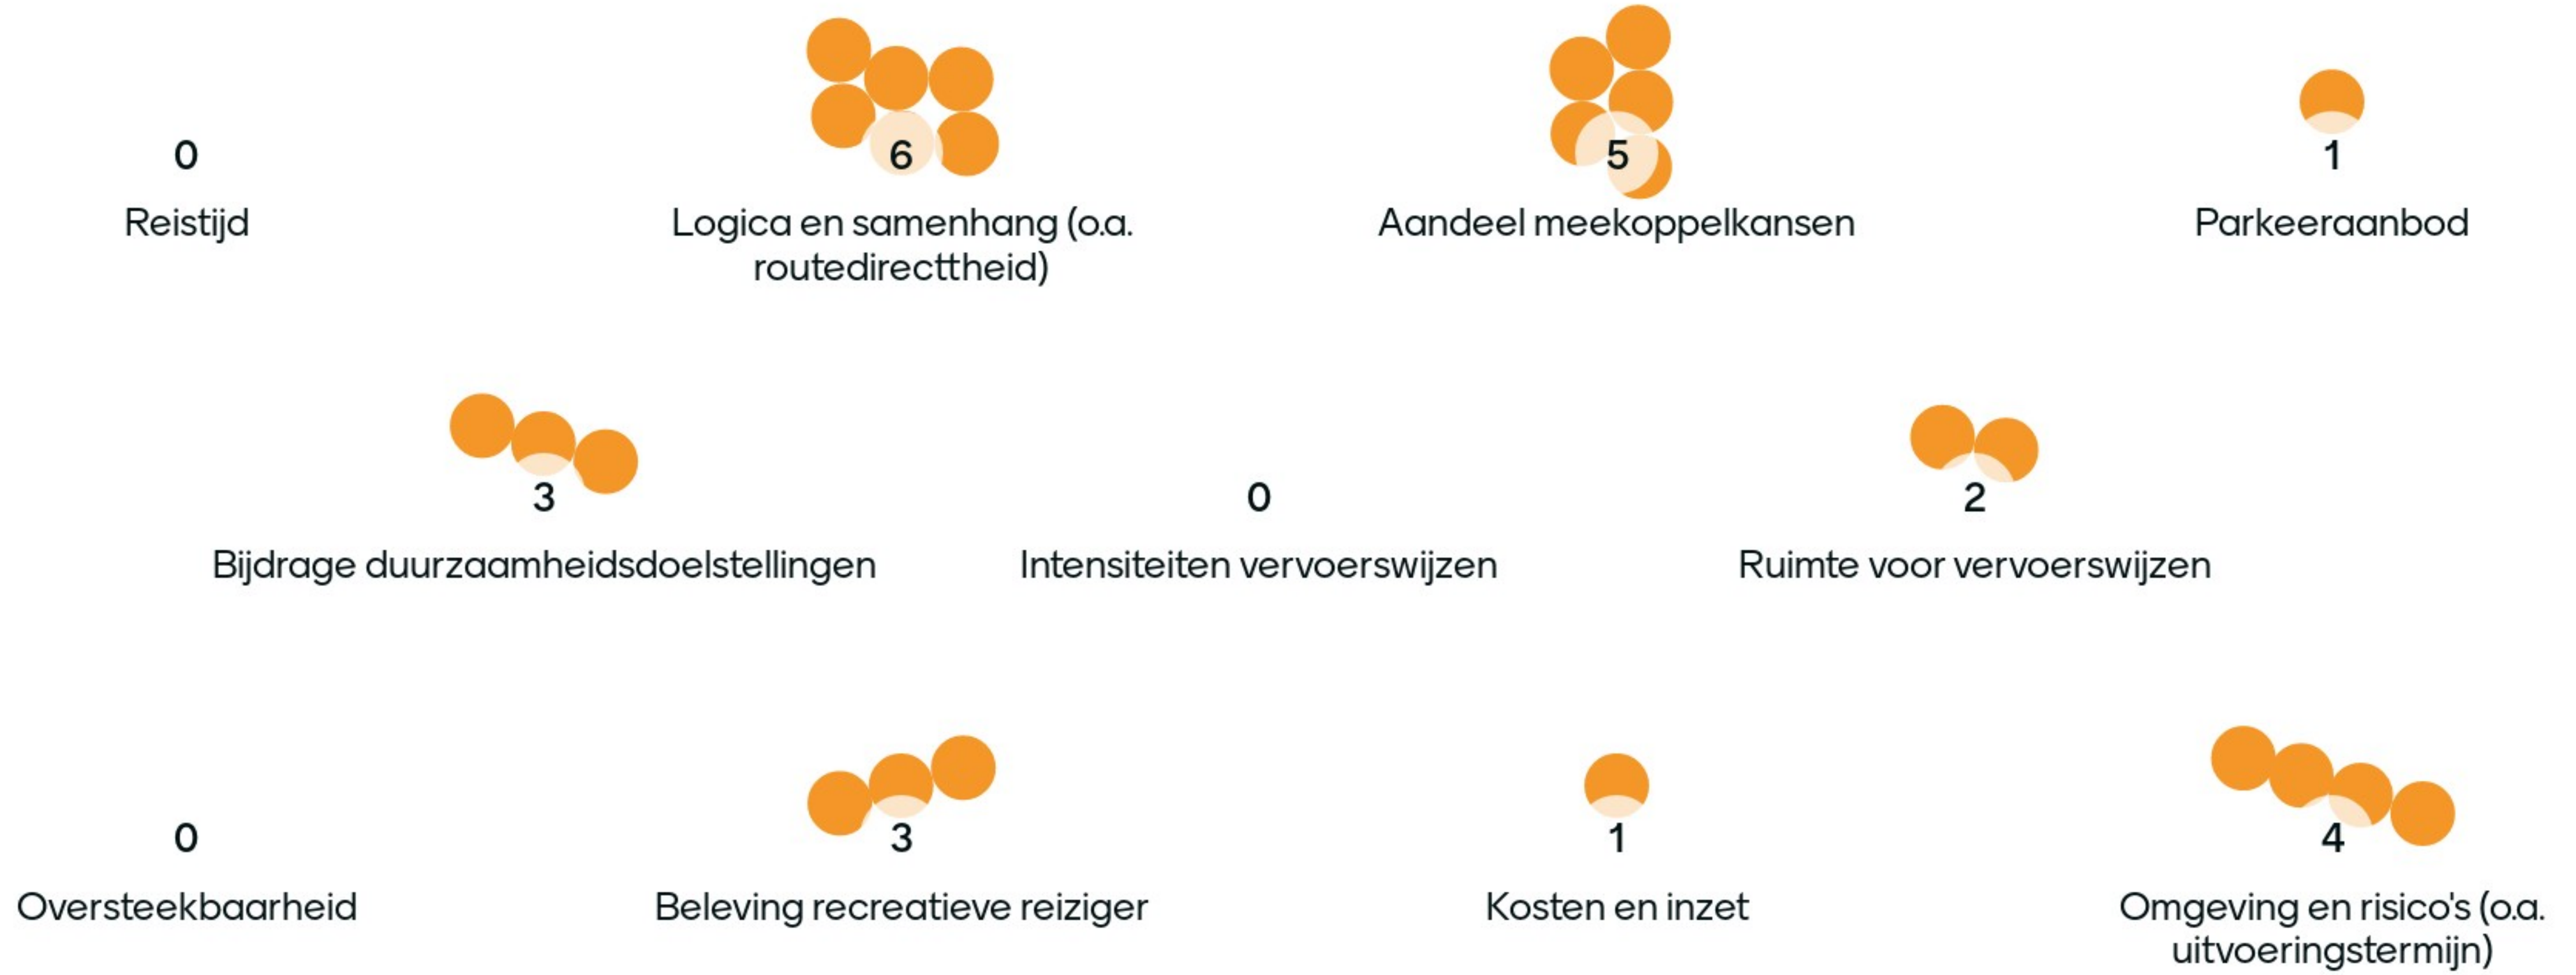 0
Reistijd
6
Logica en samenhang (o.a.
routedirecttheid)
5
Aandeel meekoppelkansen
1
Parkeeraanbod
3
Bijdrage duurzaamheidsdoelstellingen
0
Intensiteiten vervoerswijzen
2
Ruimte voor vervoerswijzen
0
Oversteekbaarheid
3
Beleving recreatieve reiziger
1
Kosten en inzet
4
Omgeving en risico's (o.a.
uitvoeringstermijn)